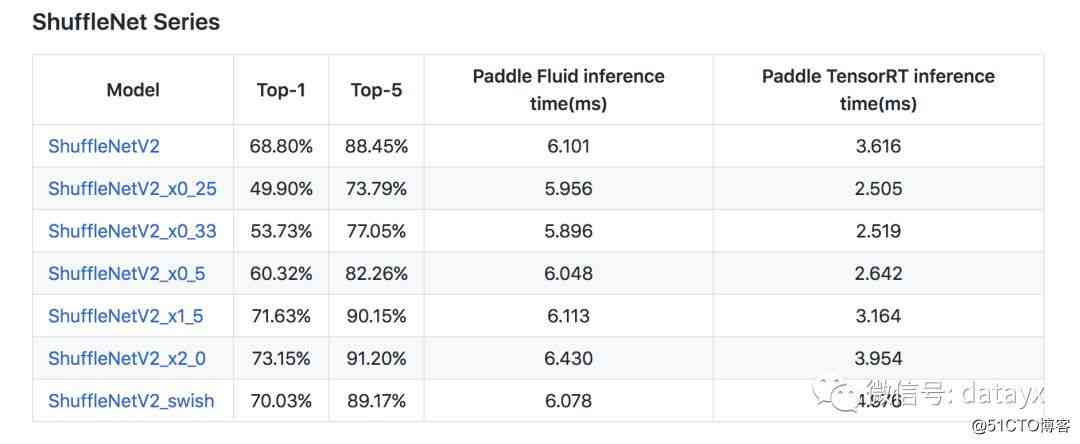 ShuffleNet Series
Model Top-1 Top-5 Paddle Fluid inference time(ms) Paddle TensorRT inference time(ms)
ShuffleNetV2 68.80% 88.45% 6.101 3.616
ShuffleNetV2_x0_25 49.90% 73.79% 5.956 2.505
ShuffleNetV2_x0_33 53.73% 77.05% 5.896 2.519
ShuffleNetV2_x0_5 60.32% 82.26% 6.048 2.642
ShuffleNetV2_x1_5 71.63% 90.15% 6.113 3.164
ShuffleNetV2_x2_0 73.15% 91.20% 6.430 3.954
ShuffleNetV2_swish 70.03% 89.17% 6.078
微信号: datayx
@51CTO博客